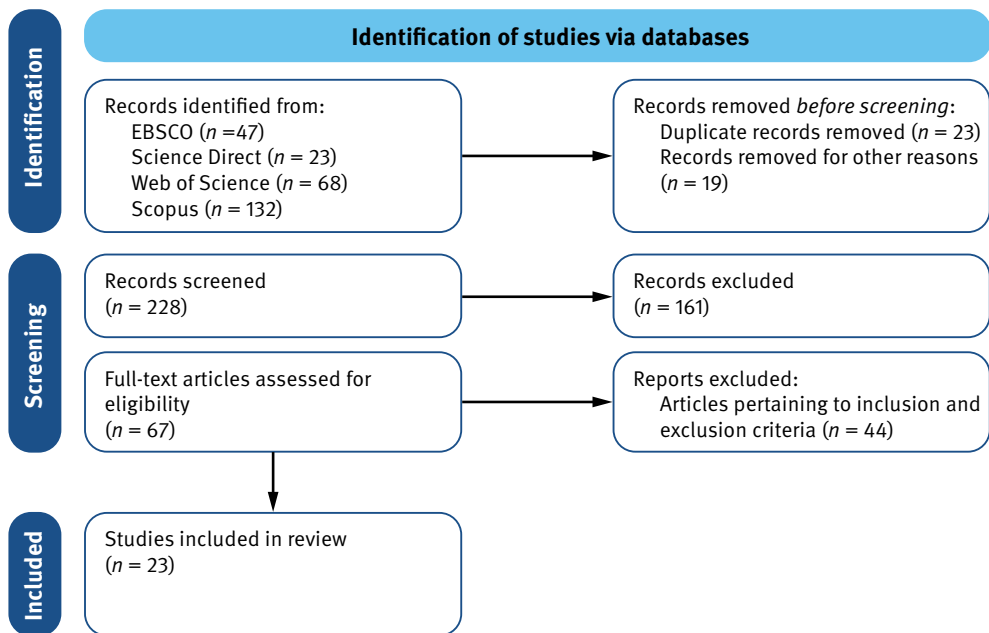 Identification of studies via databases
Identification
Records identified from:
EBSCO (n =47)
Science Direct (n = 23)
Web of Science (n = 68)
Scopus (n = 132)
Records removed before screening:
Duplicate records removed (n = 23)
Records removed for other reasons
(n = 19)
Screening
Records screened
(n = 228)
Records excluded
(n = 161)
Full-text articles assessed for
eligibility
(n = 67)
Reports excluded:
Articles pertaining to inclusion and
exclusion criteria (n = 44)
Included
Studies included in review
(n = 23)